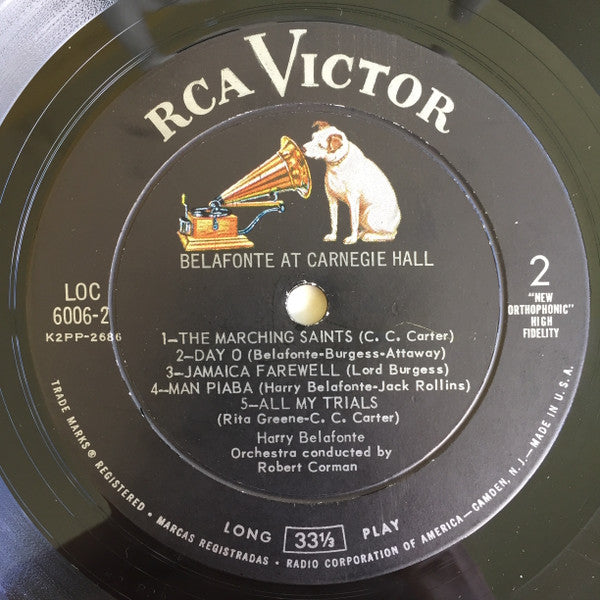 RCA VICTOR
BELAFONTE AT CARNEGIE HALL
LOC
6006-2
K2PP-2686
2
"NEW
ORTHOPHONIC"
HIGH
FIDELITY
1—THE MARCHING SAINTS (C. C. Carter)
2—DAY O (Belafonte-Burgess-Attaway)
3—JAMAICA FAREWELL (Lord Burgess)
4—MAN PIABA (Harry Belafonte-Jack Rollins)
5—ALL MY TRIALS
(Rita Greene-C. C. Carter)
Harry Belafonte
Orchestra conducted by
Robert Corman
LONG 33⅓ PLAY
TRADE MARKS ® REGISTERED • MARCAS REGISTRADAS • RADIO CORPORATION OF AMERICA—CAMDEN, N.J.—MADE IN U.S.A.